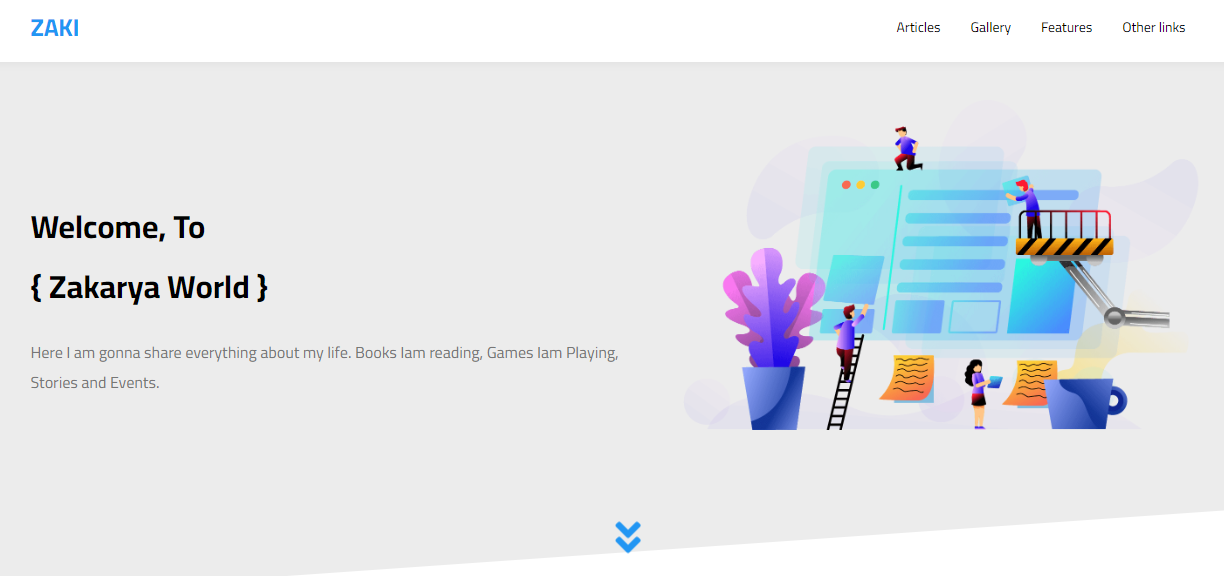 ZAKI
Articles
Gallery
Features
Other links
Welcome, To
{ Zakarya World }
Here I am gonna share everything about my life. Books Iam reading, Games Iam Playing,
Stories and Events.